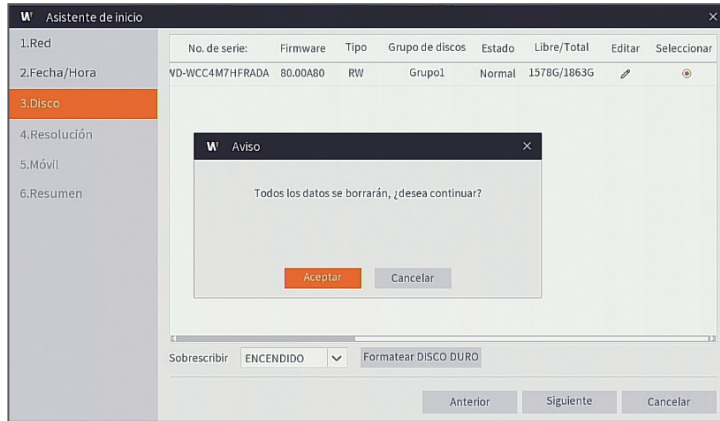 W Asistente de inicio
1.Red
2.Fecha/Hora
3.Disco
4.Resolución
5.Móvil
6.Resumen
No. de serie: Firmware Tipo Grupo de discos Estado Libre/Total Editar Seleccionar
WD-WCC4M7HFRADA 80.00A80 RW Grupo1 Normal 1578G/1863G
W Aviso
Todos los datos se borrarán, ¿desea continuar?
Aceptar Cancelar
Sobrescribir ENCENDIDO Formatear DISCO DURO
Anterior Siguiente Cancelar